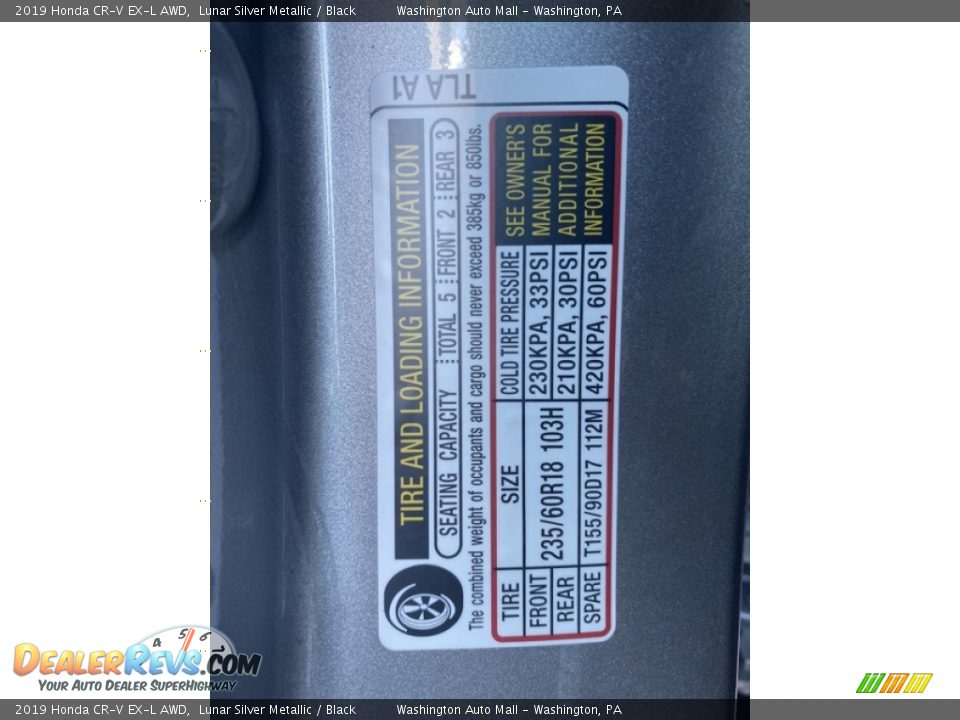 2019 Honda CR-V EX-L AWD, Lunar Silver Metallic / Black Washington Auto Mall - Washington, PA
TLAA1
TIRE AND LOADING INFORMATION
SEATING CAPACITY TOTAL 5 FRONT 2 REAR 3
The combined weight of occupants and cargo should never exceed 385kg or 850lbs.
TIRE SIZE COLD TIRE PRESSURE
FRONT 235/60R18 103H 230KPA, 33PSI
REAR 210KPA, 30PSI
SPARE T155/90D17 112M 420KPA, 60PSI
SEE OWNER'S
MANUAL FOR
ADDITIONAL
INFORMATION
4 5 6
DEALERREVS.COM
YOUR AUTO DEALER SUPERHIGHWAY
2019 Honda CR-V EX-L AWD, Lunar Silver Metallic / Black Washington Auto Mall - Washington, PA